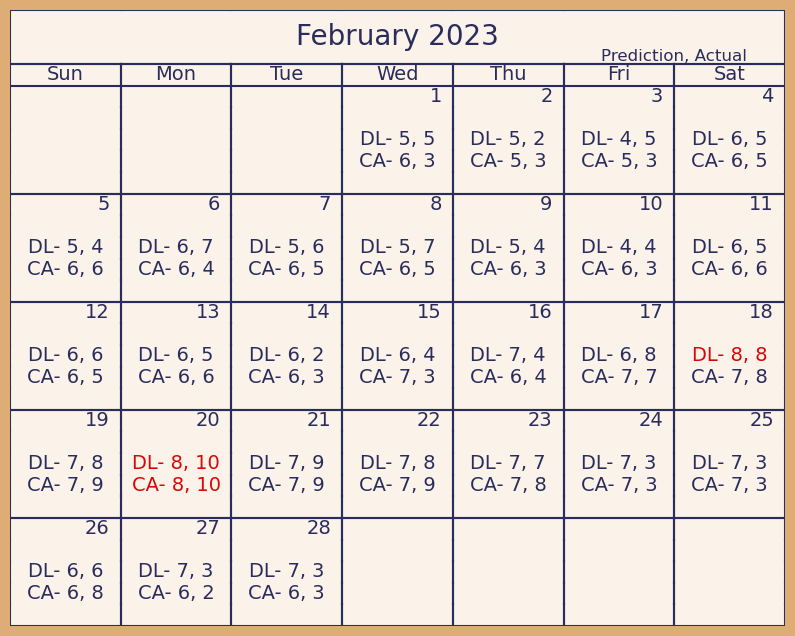 February 2023
Prediction, Actual
Sun Mon Tue Wed Thu Fri Sat
1 2 3 4
DL- 5, 5 DL- 5, 2 DL- 4, 5 DL- 6, 5
CA- 6, 3 CA- 5, 3 CA- 5, 3 CA- 6, 5
5 6 7 8 9 10 11
DL- 5, 4 DL- 6, 7 DL- 5, 6 DL- 5, 7 DL- 5, 4 DL- 4, 4 DL- 6, 5
CA- 6, 6 CA- 6, 4 CA- 6, 5 CA- 6, 5 CA- 6, 3 CA- 6, 3 CA- 6, 6
12 13 14 15 16 17 18
DL- 6, 6 DL- 6, 5 DL- 6, 2 DL- 6, 4 DL- 7, 4 DL- 6, 8 DL- 8, 8
CA- 6, 5 CA- 6, 6 CA- 6, 3 CA- 7, 3 CA- 6, 4 CA- 7, 7 CA- 7, 8
19 20 21 22 23 24 25
DL- 7, 8 DL- 8, 10 DL- 7, 9 DL- 7, 8 DL- 7, 7 DL- 7, 3 DL- 7, 3
CA- 7, 9 CA- 8, 10 CA- 7, 9 CA- 7, 9 CA- 7, 8 CA- 7, 3 CA- 7, 3
26 27 28
DL- 6, 6 DL- 7, 3 DL- 7, 3
CA- 6, 8 CA- 6, 2 CA- 6, 3